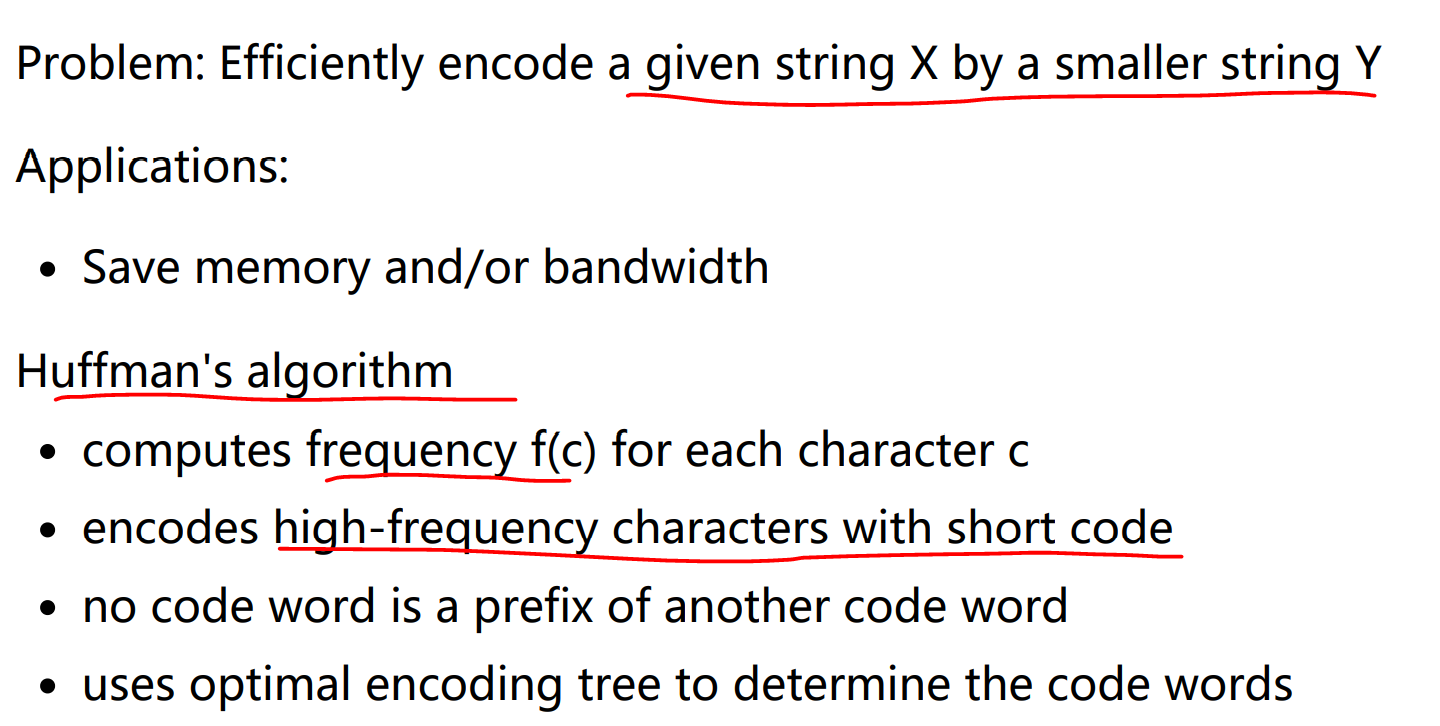 Problem: Efficiently encode a given string X by a smaller string Y
Applications:
• Save memory and/or bandwidth
Huffman's algorithm
• computes frequency f(c) for each character c
• encodes high-frequency characters with short code
• no code word is a prefix of another code word
• uses optimal encoding tree to determine the code words